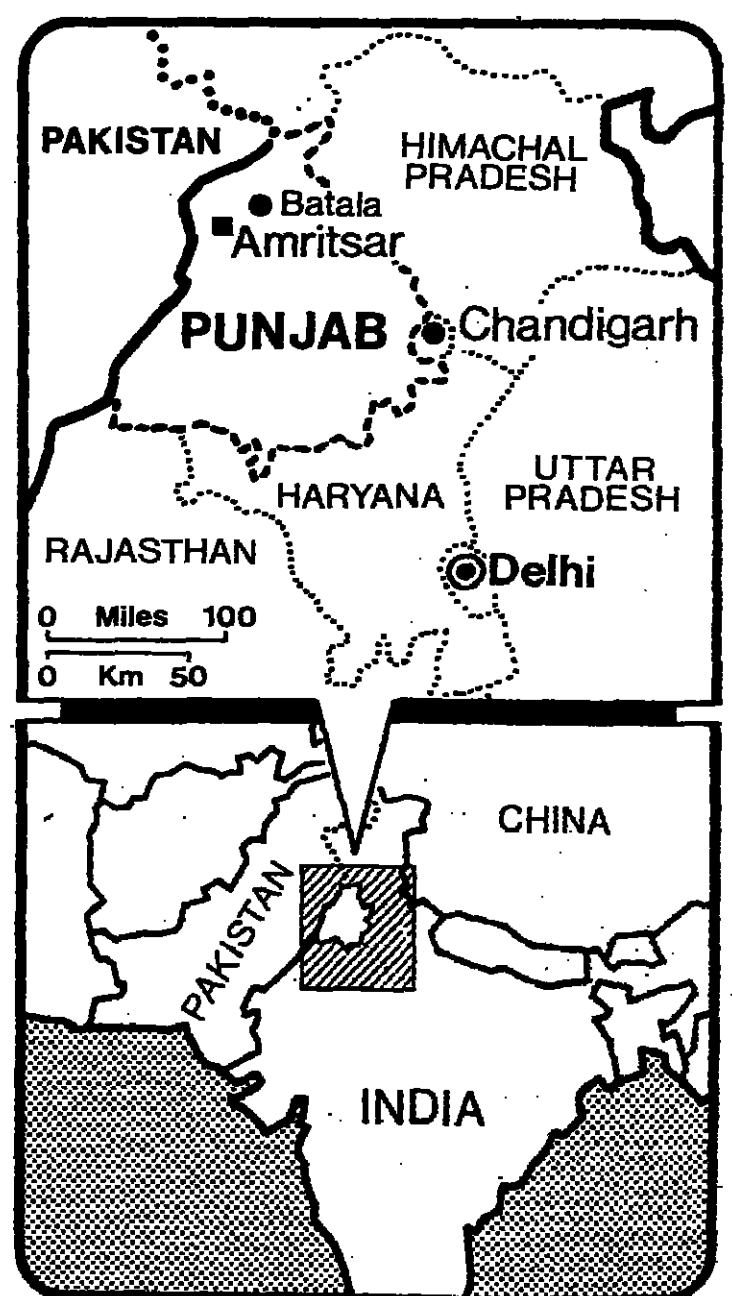 PAKISTAN
HIMACHAL
PRADESH
Batala
Amritsar
PUNJAB
Chandigarh
UTTAR
PRADESH
HARYANA
RAJASTHAN
Delhi
0 Miles 100
0 Km 50
CHINA
PAKISTAN
INDIA